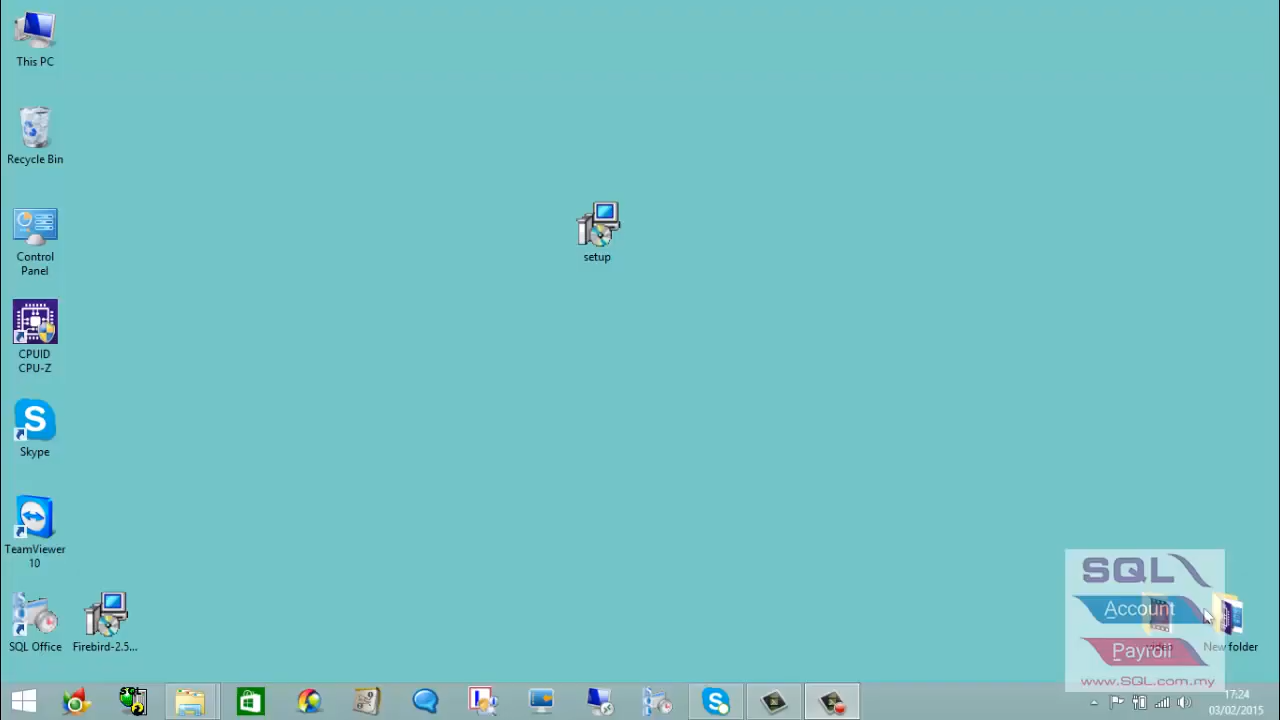 This PC
Recycle Bin
Control
Panel
CPUID
CPU-Z
Skype
TeamViewer
10
SQL Office
Firebird-2.5...
setup
SQL
Account
Payroll
www.SQL.com.my
New folder
17:24
03/02/2015